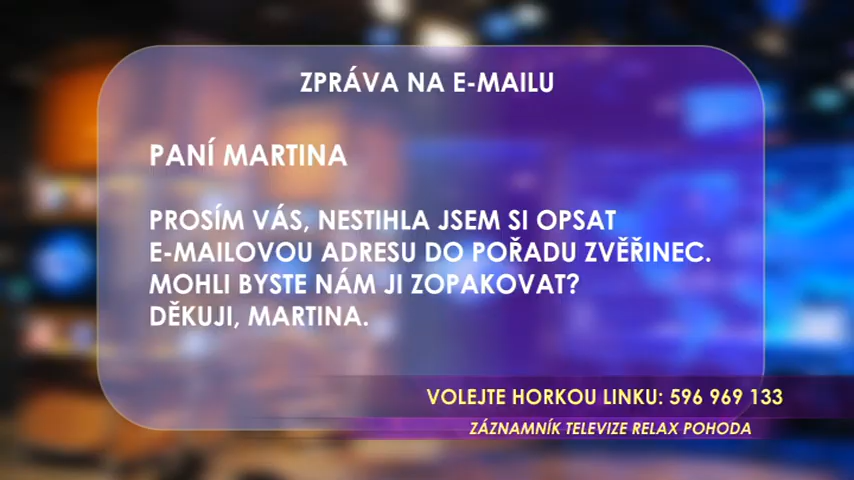 ZPRÁVA NA E-MAILU
PANÍ MARTINA
PROSÍM VÁS, NESTIHLA JSEM SI OPSAT
E-MAILOVOU ADRESU DO POŘADU ZVĚŘINEC.
MOHLI BYSTE NÁM JI ZOPAKOVAT?
DĚKUJI, MARTINA.
VOLEJTE HORKOU LINKU: 596 969 133
ZÁZNAMNÍK TELEVIZE RELAX POHODA